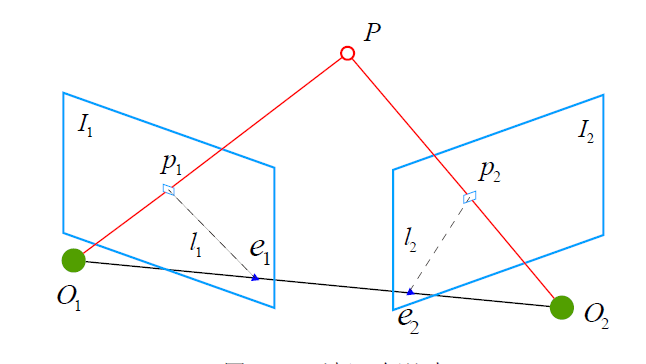 P
I₁
I₂
p₁
p₂
l₁
e₁
l₂
O₁
e₂
O₂